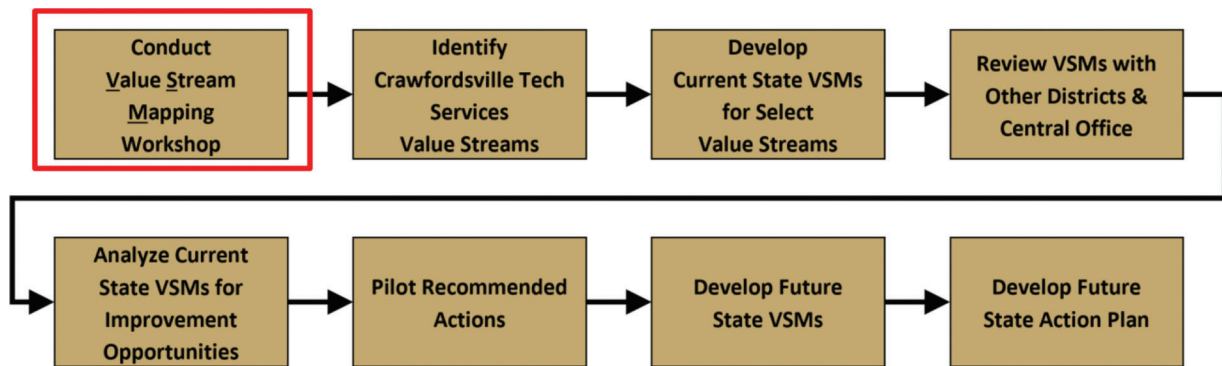 Conduct
Value Stream
Mapping
Workshop
Identify
Crawfordsville Tech
Services
Value Streams
Develop
Current State VSMs
for Select
Value Streams
Review VSMs with
Other Districts &
Central Office
Analyze Current
State VSMs for
Improvement
Opportunities
Pilot Recommended
Actions
Develop Future
State VSMs
Develop Future
State Action Plan